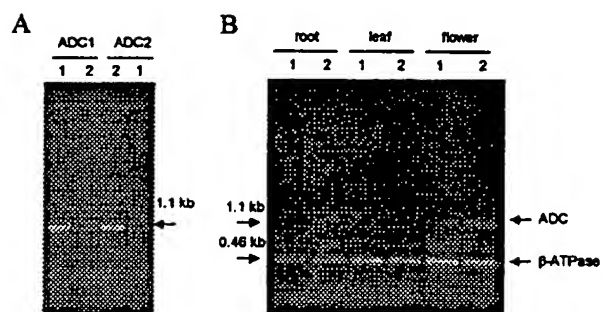 A
ADC1 ADC2
1 2 2 1
1.1 kb
B
root leaf flower
1 2 1 2 1 2
1.1 kb
ADC
0.46 kb
β-ATPase